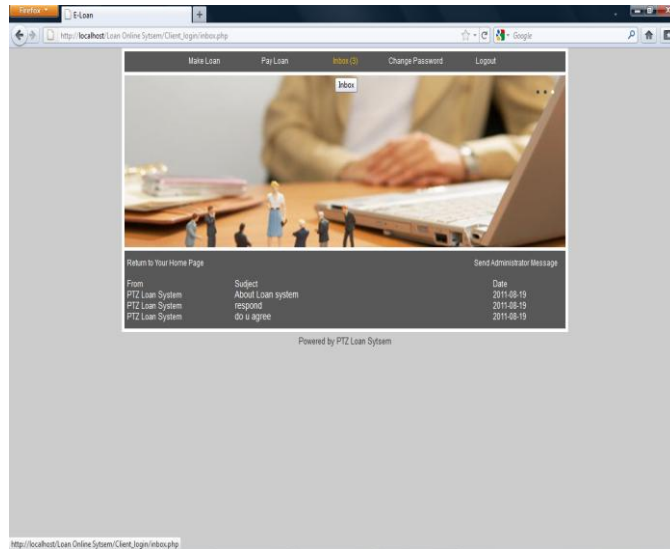 Firefox
E-Loan
http://localhost/Loan Online Sytsem/Client_login/inbox.php
Google
Make Loan Pay Loan Inbox (3) Change Password Logout
Inbox
Return to Your Home Page Send Administrator Message
From Sudject Date
PTZ Loan System About Loan system 2011-08-19
PTZ Loan System respond 2011-08-19
PTZ Loan System do u agree 2011-08-19
Powered by PTZ Loan Sytsem
http://localhost/Loan Online Sytsem/Client_login/inbox.php